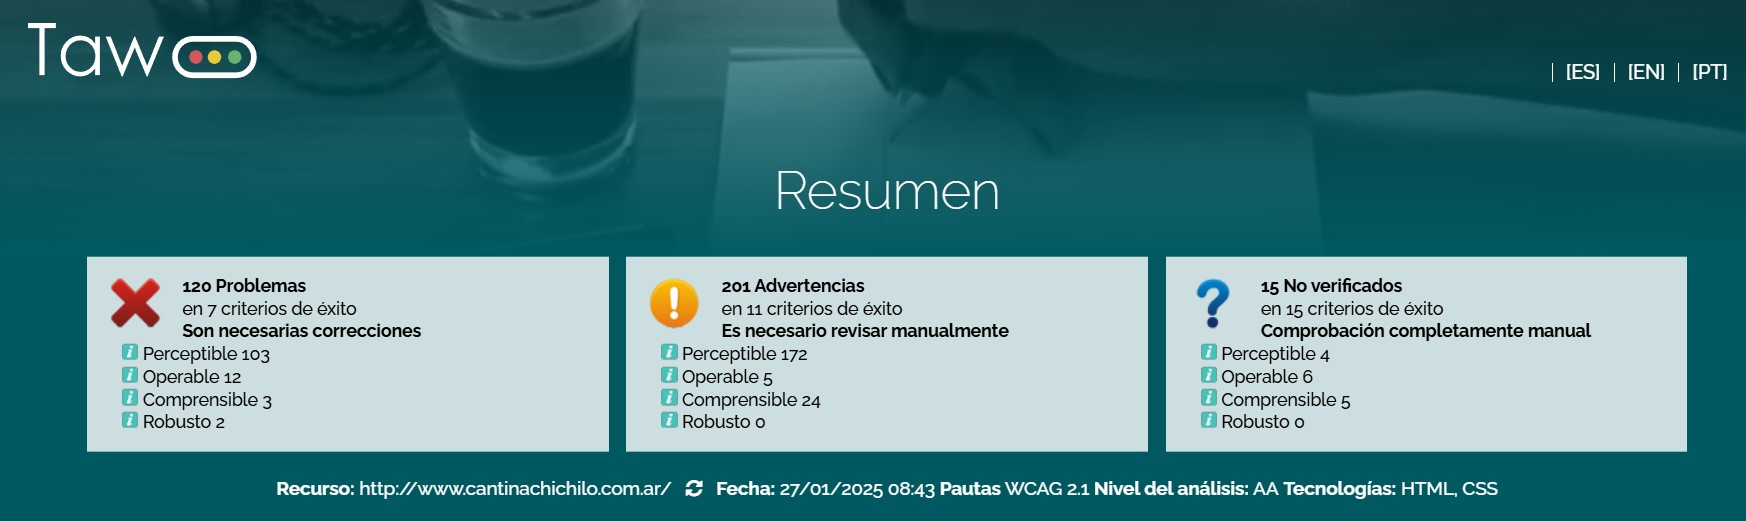 Taw
[ES] [EN] [PT]
Resumen
120 Problemas
en 7 criterios de éxito
Son necesarias correcciones
Perceptible 103
Operable 12
Comprensible 3
Robusto 2
201 Advertencias
en 11 criterios de éxito
Es necesario revisar manualmente
Perceptible 172
Operable 5
Comprensible 24
Robusto 0
15 No verificados
en 15 criterios de éxito
Comprobación completamente manual
Perceptible 4
Operable 6
Comprensible 5
Robusto 0
Recurso: http://www.cantinachichilo.com.ar/ Fecha: 27/01/2025 08:43 Pautas WCAG 2.1 Nivel del análisis: AA Tecnologías: HTML, CSS